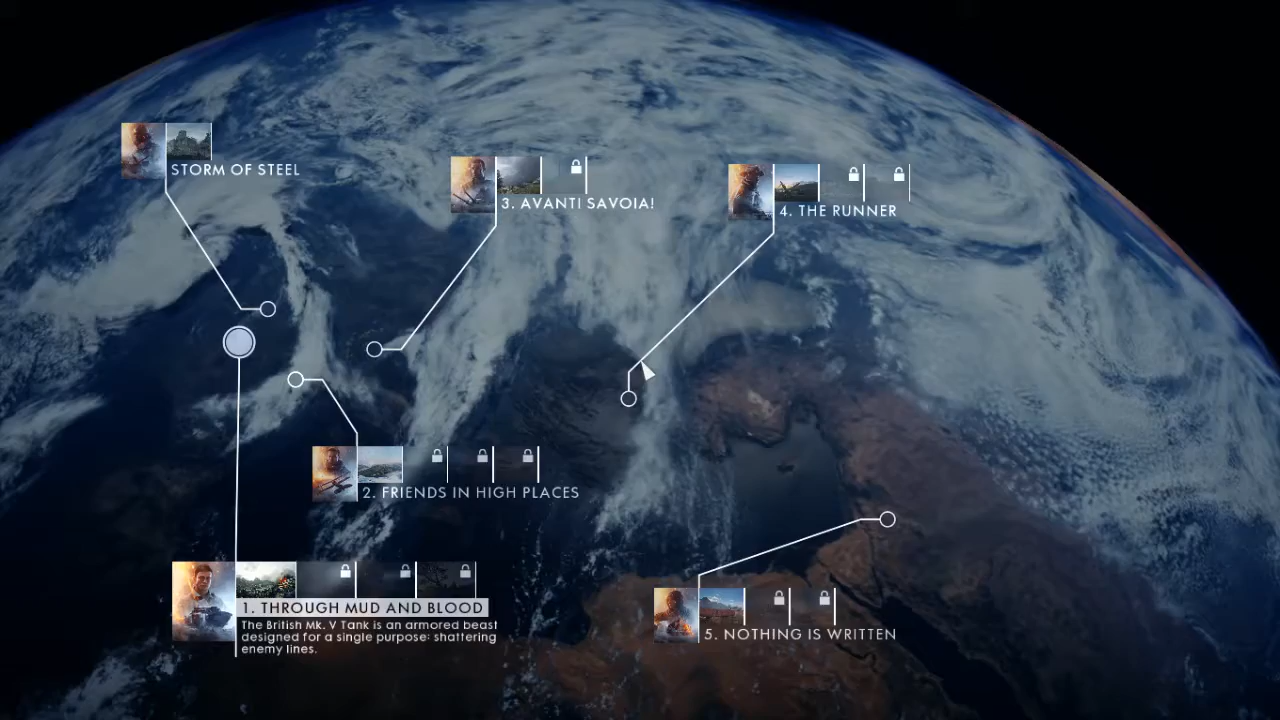 STORM OF STEEL
3. AVANTI SAVOIA!
4. THE RUNNER
2. FRIENDS IN HIGH PLACES
1. THROUGH MUD AND BLOOD
The British Mk. V Tank is an armored beast
designed for a single purpose: shattering
enemy lines.
5. NOTHING IS WRITTEN